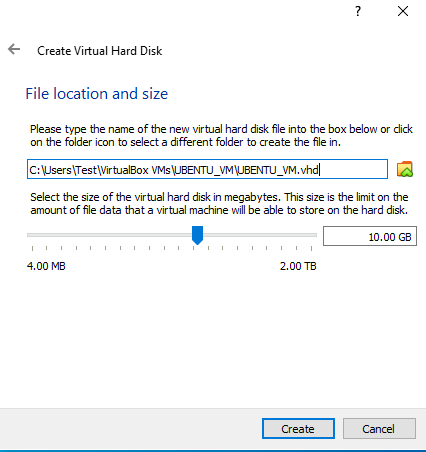 ?
Create Virtual Hard Disk
File location and size
Please type the name of the new virtual hard disk file into the box below or click
on the folder icon to select a different folder to create the file in.
C:\Users\Test\VirtualBox VMs\UBENTU_VM\UBENTU_VM.vhd
Select the size of the virtual hard disk in megabytes. This size is the limit on the
amount of file data that a virtual machine will be able to store on the hard disk.
10.00 GB
4.00 MB 2.00 TB
Create Cancel